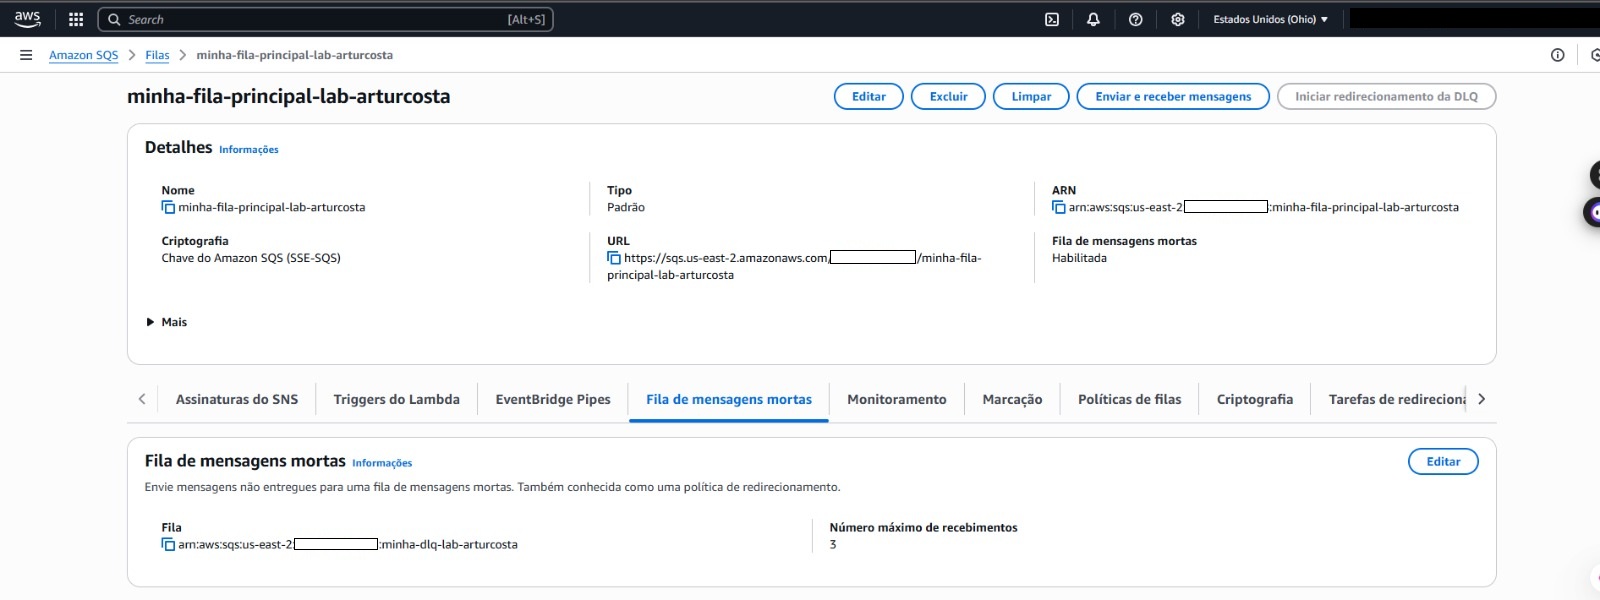 aws
Search [Alt+S]
Estados Unidos (Ohio)
Amazon SQS > Filas > minha-fila-principal-lab-arturcosta
minha-fila-principal-lab-arturcosta
Editar Excluir Limpar Enviar e receber mensagens Iniciar redirecionamento da DLQ
Detalhes Informações
Nome
minha-fila-principal-lab-arturcosta
Tipo
Padrão
ARN
arn:aws:sqs:us-east-2 :minha-fila-principal-lab-arturcosta
Criptografia
Chave do Amazon SQS (SSE-SQS)
URL
https://sqs.us-east-2.amazonaws.com/ /minha-fila-
principal-lab-arturcosta
Fila de mensagens mortas
Habilitada
Mais
Assinaturas do SNS Triggers do Lambda EventBridge Pipes Fila de mensagens mortas Monitoramento Marcação Políticas de filas Criptografia Tarefas de redireciona
Fila de mensagens mortas Informações
Editar
Envie mensagens não entregues para uma fila de mensagens mortas. Também conhecida como uma política de redirecionamento.
Fila
arn:aws:sqs:us-east-2: :minha-dlq-lab-arturcosta
Número máximo de recebimentos
3